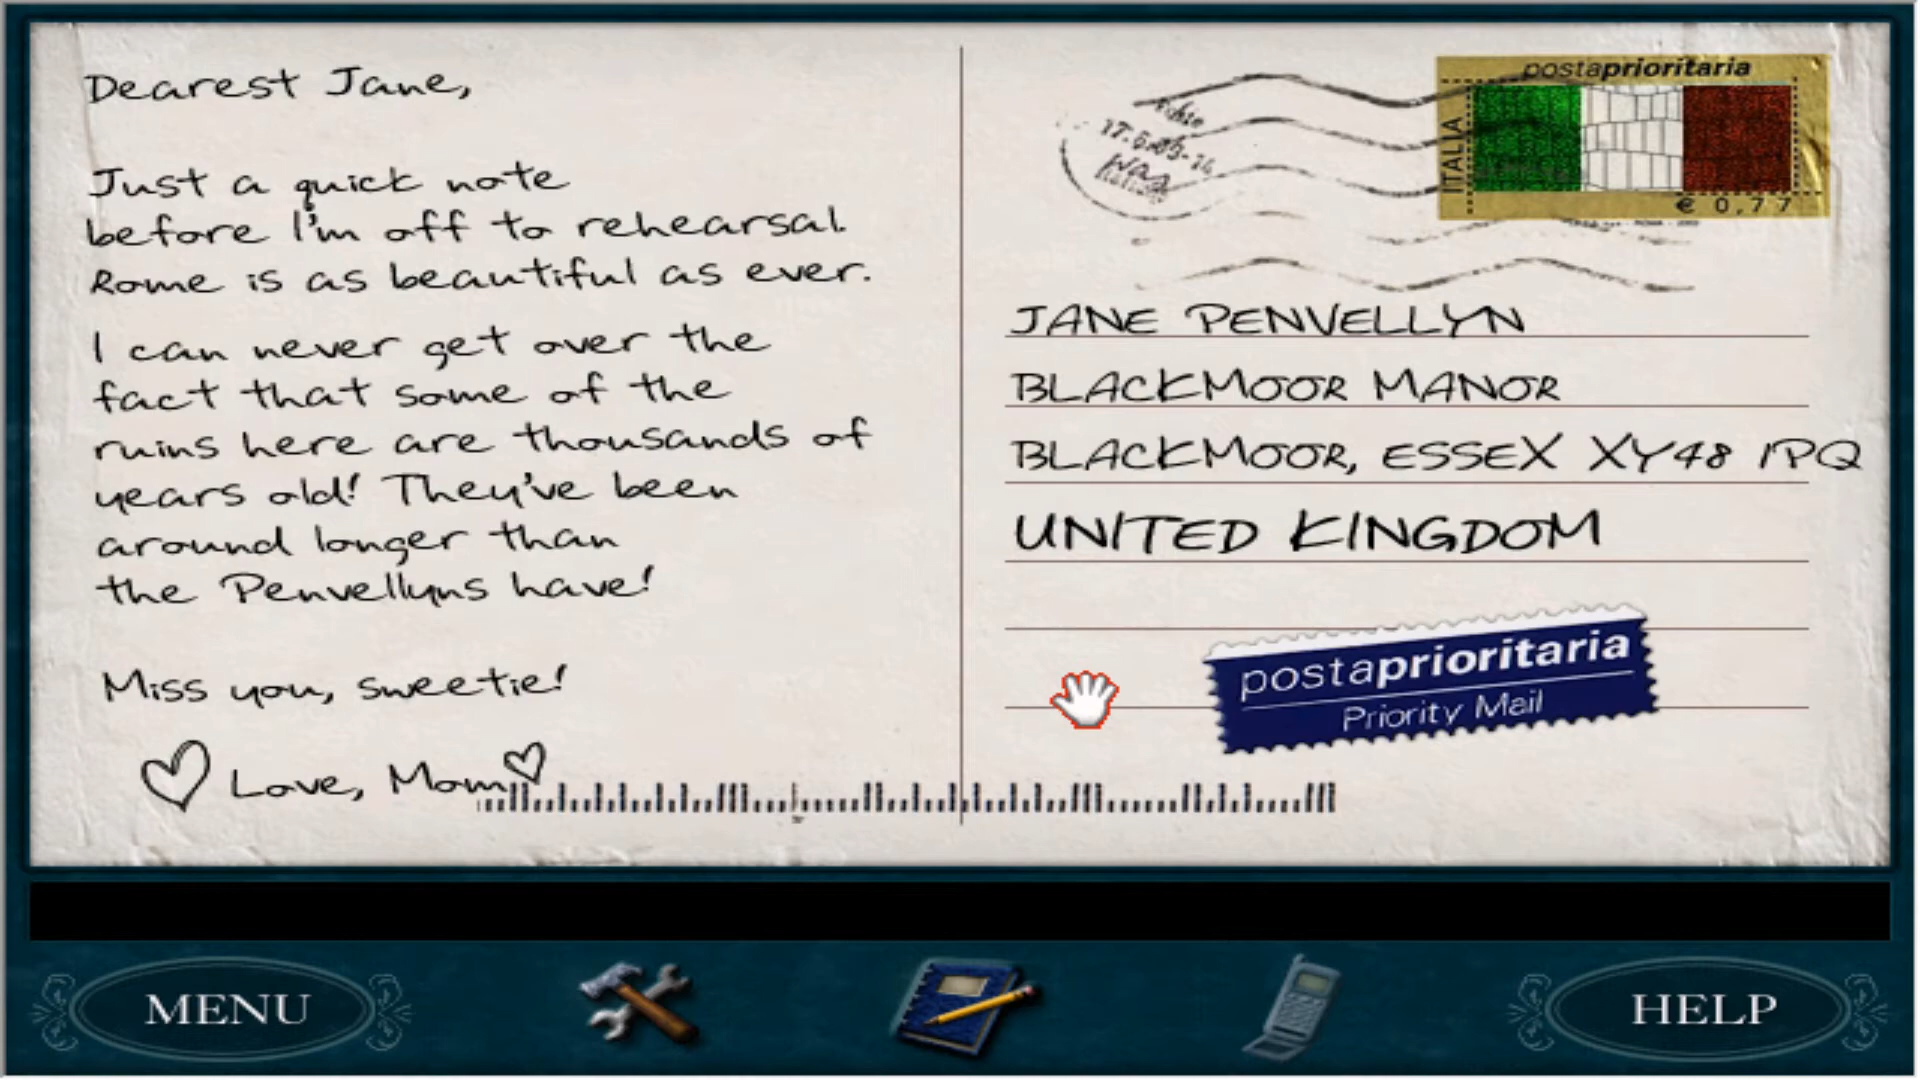 Dearest Jane,
Just a quick note
before I'm off to rehearsal.
Rome is as beautiful as ever.
I can never get over the
fact that some of the
ruins here are thousands of
years old! They've been
around longer than
the Penvellyns have!
Miss you, sweetie!
Love, Mom
postaprioritaria
ITALIA
€ 0,77
JANE PENVELLYN
BLACKMOOR MANOR
BLACKMOOR, ESSEX XY48 1PQ
UNITED KINGDOM
postaprioritaria
Priority Mail
MENU
HELP